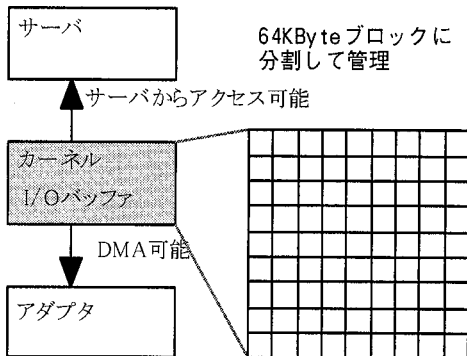 サーバ
64KByteブロックに
分割して管理
サーバからアクセス可能
カーネル
I/Oバッファ
DMA可能
アダプタ